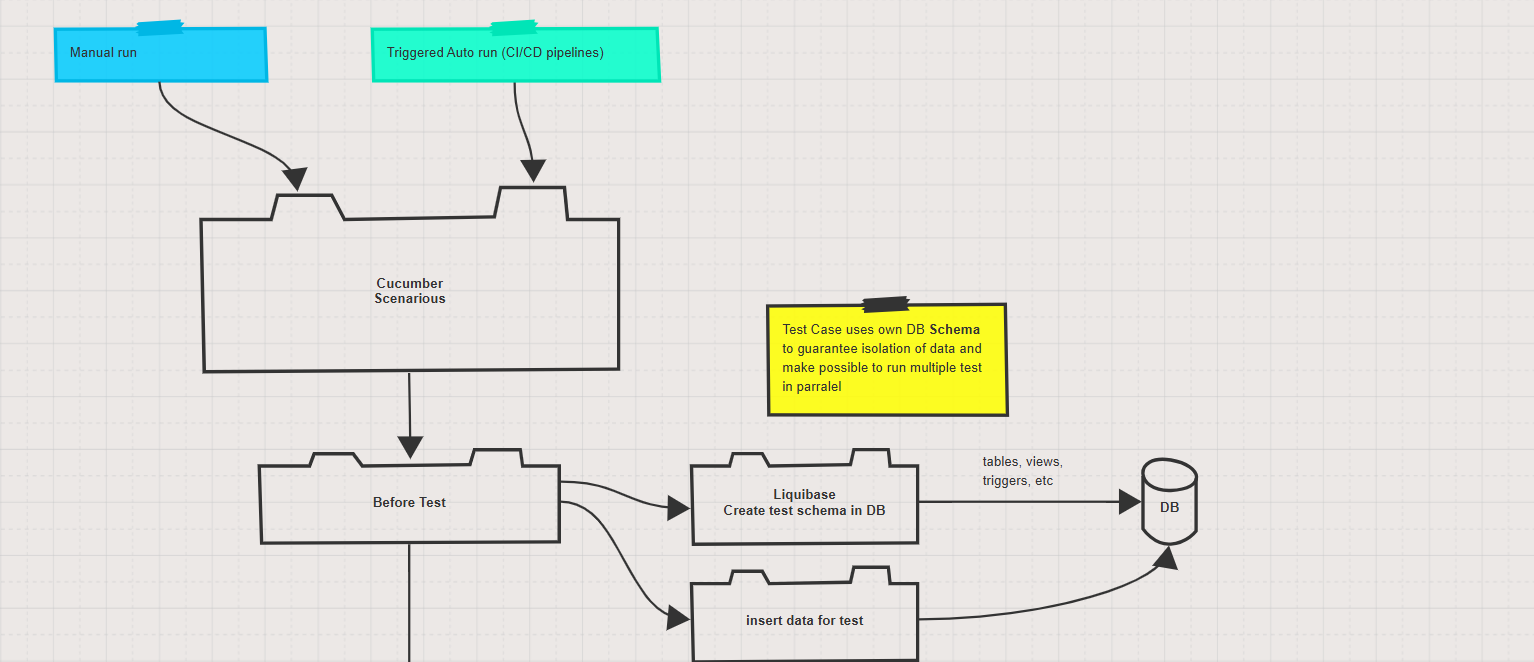 Manual run
Triggered Auto run (CI/CD pipelines)
Cucumber
Scenarious
Test Case uses own DB Schema
to guarantee isolation of data and
make possible to run multiple test
in parralel
Before Test
Liquibase
Create test schema in DB
tables, views,
triggers, etc
DB
insert data for test